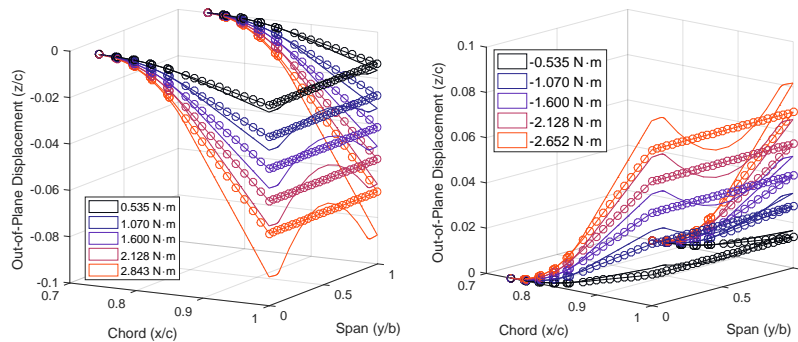 0
-0.02
-0.04
-0.06
-0.08
-0.1
Out-of-Plane Displacement (z/c)
0.535 N·m
1.070 N·m
1.600 N·m
2.128 N·m
2.843 N·m
0.7
0.8
0.9
1
Chord (x/c)
0
0.5
1
Span (y/b)
0.1
0.08
0.06
0.04
0.02
0
Out-of-Plane Displacement (z/c)
-0.535 N·m
-1.070 N·m
-1.600 N·m
-2.128 N·m
-2.652 N·m
0.7
0.8
0.9
1
Chord (x/c)
0
0.5
Span (y/b)